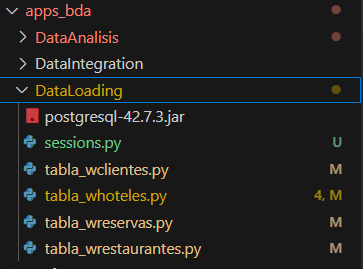 apps_bda
DataAnalisis
DataIntegration
DataLoading
postgresql-42.7.3.jar
sessions.py U
tabla_wclientes.py M
tabla_whoteles.py 4, M
tabla_wreservas.py M
tabla_wrestaurantes.py M